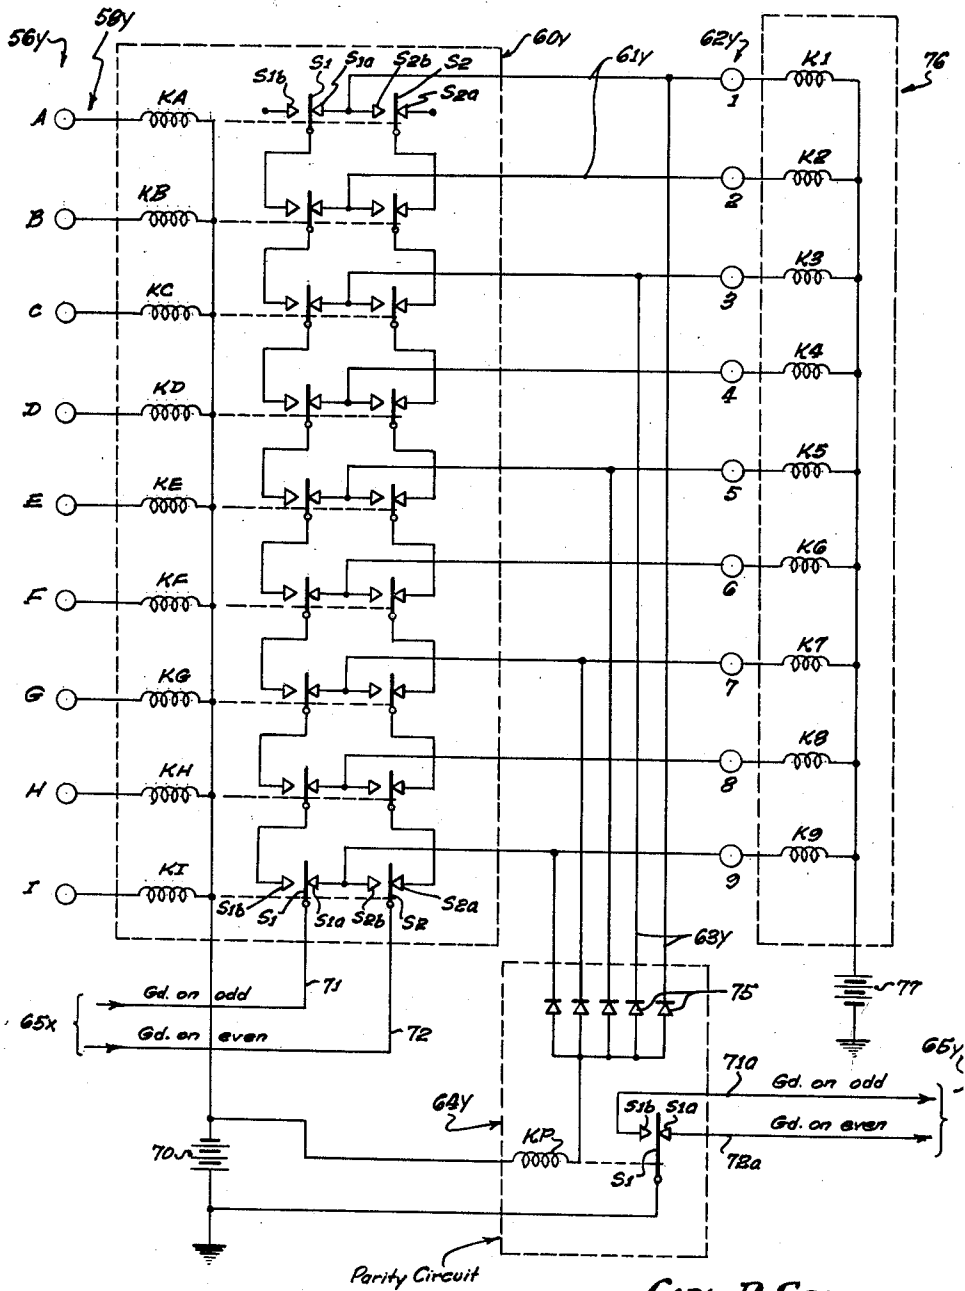 56y 58y 60y 61y 62y 76
S1b S1 S1a S2b S2 S2a
A KA 1 K1
B KB 2 K2
C KC 3 K3
D KD 4 K4
E KE 5 K5
F KF 6 K6
G KG 7 K7
H KH 8 K8
I KI 9 K9
S1b S1 S1a S2b S2 S2a
63y
65x Gd. on odd 71 75 77
Gd. on even 72
65y
71a Gd. on odd
64y S1b S1a Gd. on even
70 KP S1 72a
Parity Circuit